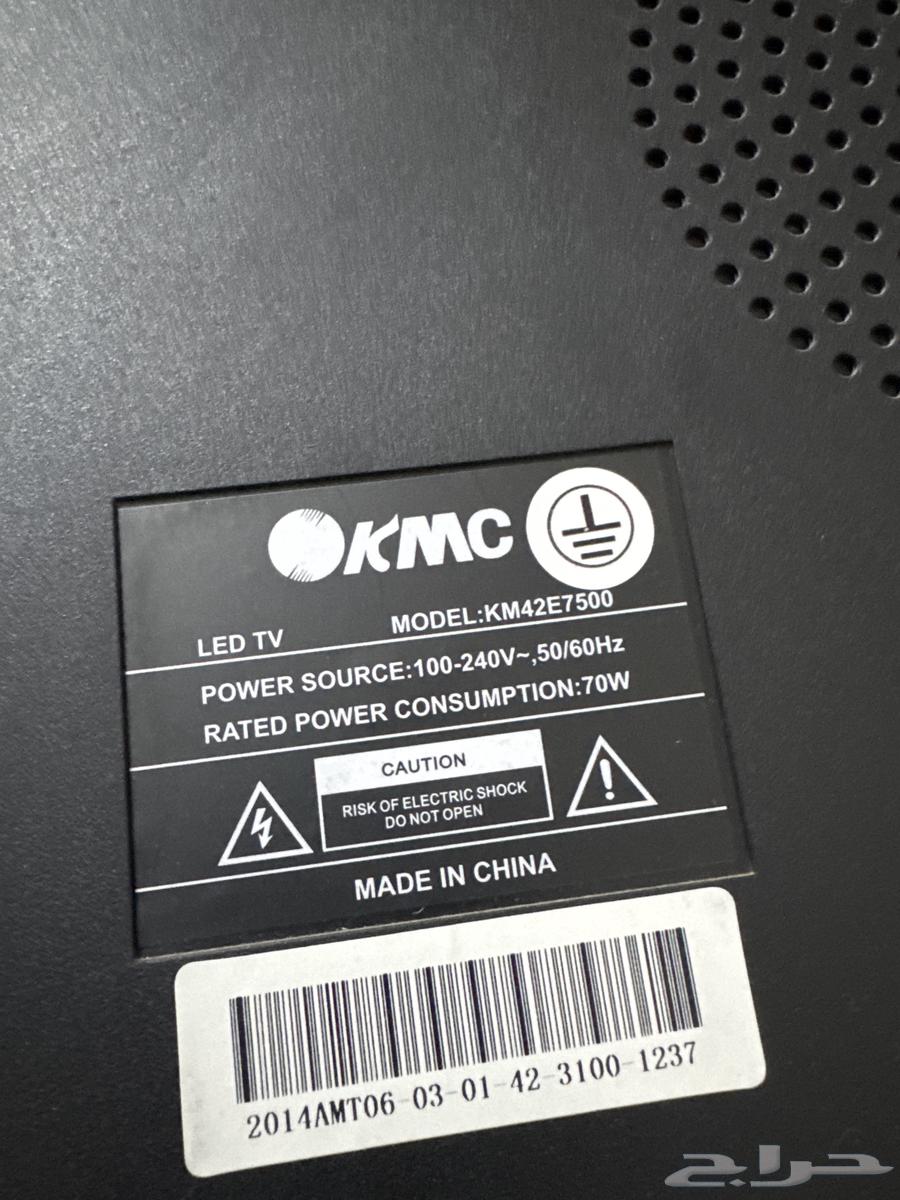 KMC
LED TV MODEL:KM42E7500
POWER SOURCE:100-240V~,50/60Hz
RATED POWER CONSUMPTION:70W
CAUTION
RISK OF ELECTRIC SHOCK
DO NOT OPEN
MADE IN CHINA
2014AMT06-03-01-42-3100-1237
حراج